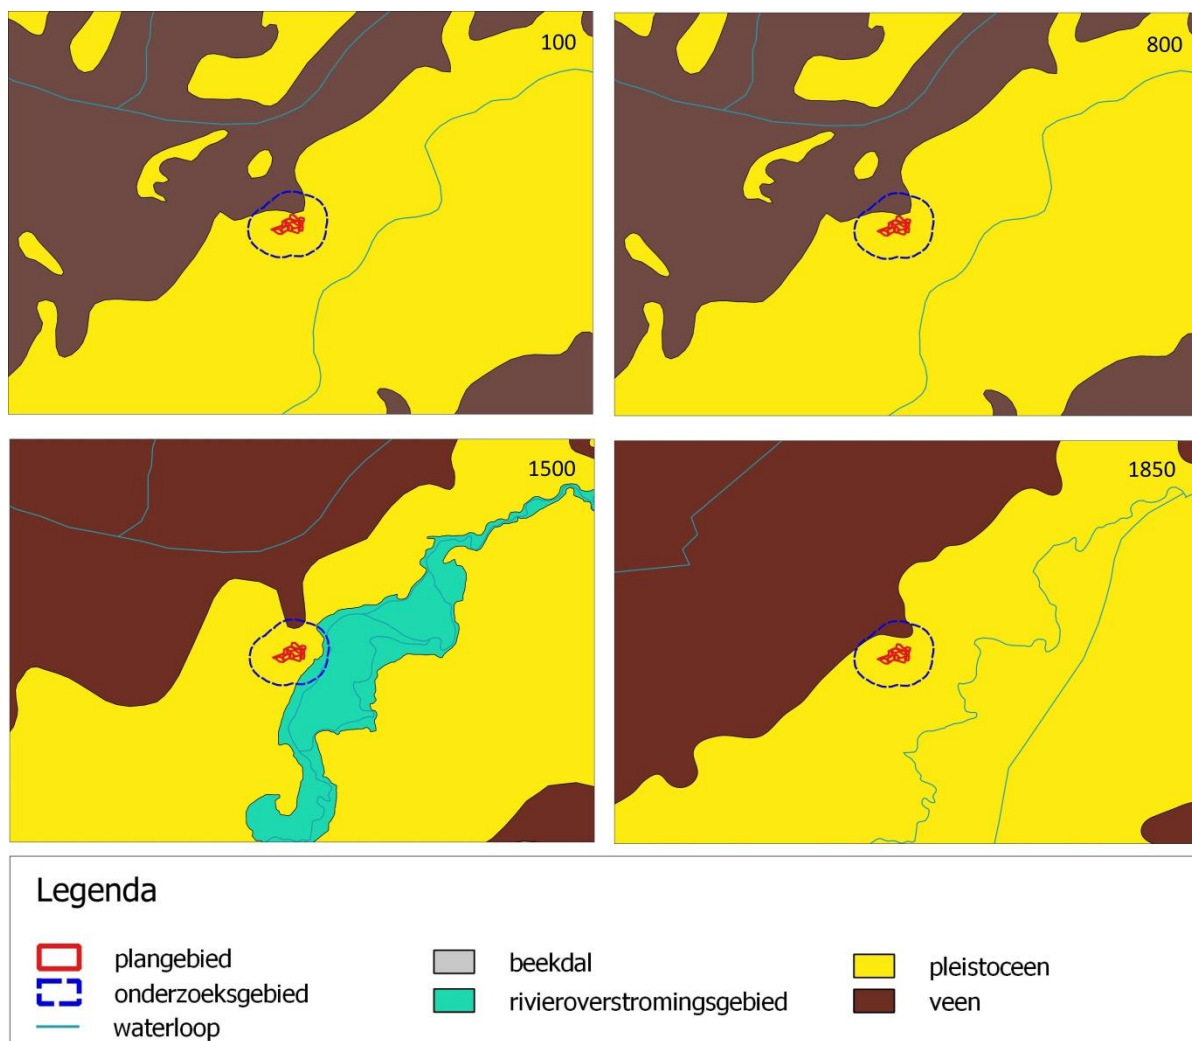 100
800
1500
1850
Legenda
plangebied
onderzoeksgebied
waterloop
beekdal
rivieroverstromingsgebied
pleistoceen
veen